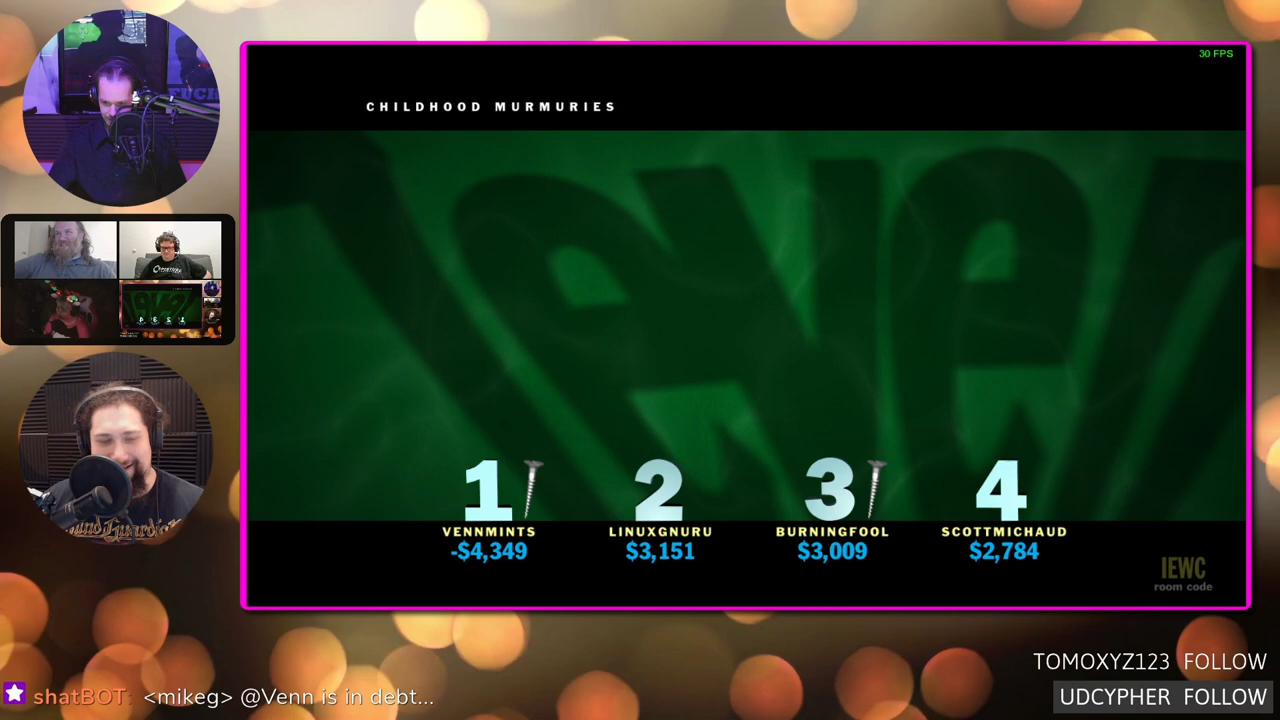 30 FPS
CHILDHOOD MURMURIES
1 2 3 4
VENNMINTS LINUXGNURU BURNINGFOOL SCOTTMICHAUD
-$4,349 $3,151 $3,009 $2,784
IEWC
room code
TOMOXYZ123 FOLLOW
UDCYPHER FOLLOW
shatBOT: <mikeg> @Venn is in debt...